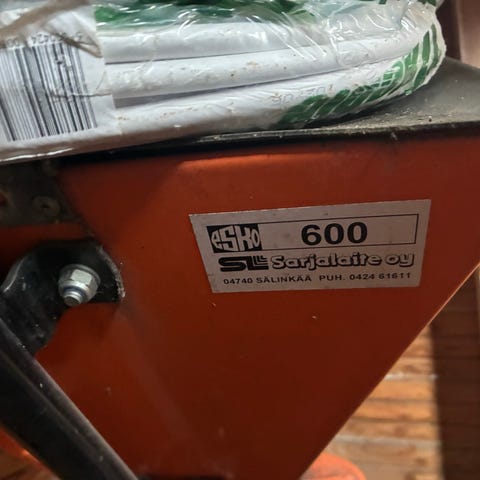 esko 600
SL Sarjalaite oy
04740 SÄLINKÄÄ PUH. 0424 61611